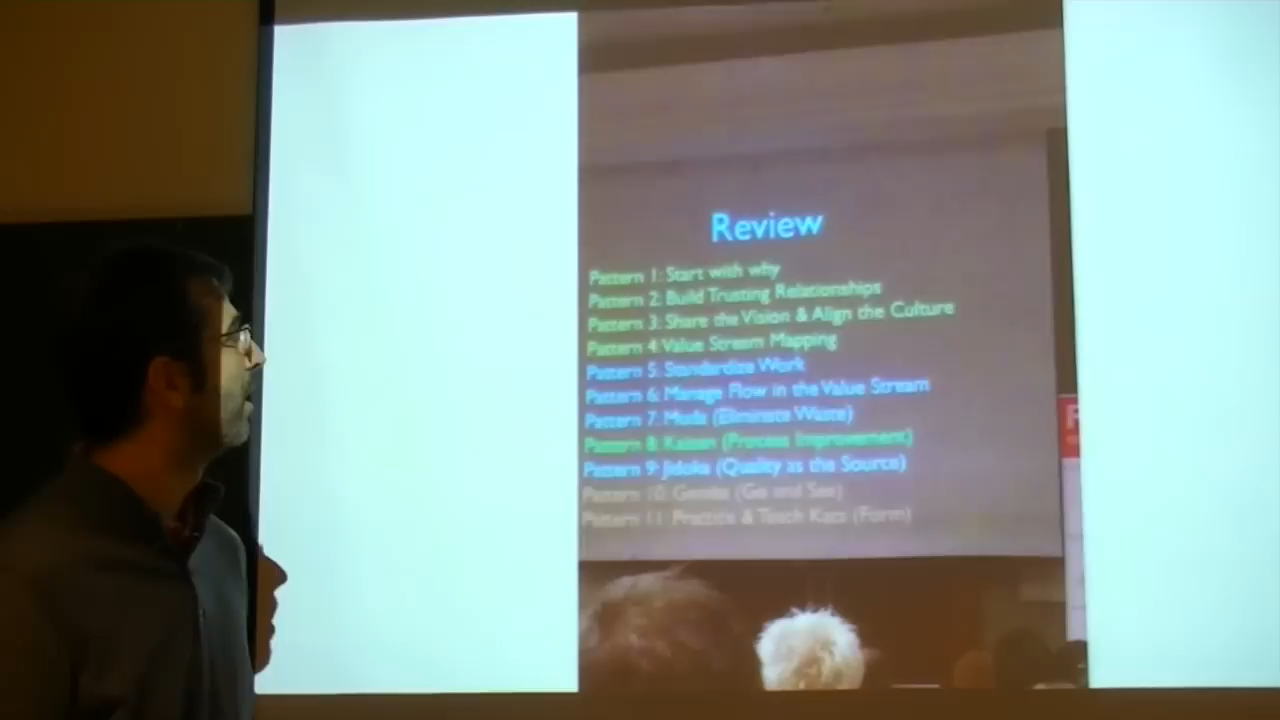 Review
Pattern 1: Start with why
Pattern 2: Build Trusting Relationships
Pattern 3: Share the Vision & Align the Culture
Pattern 4: Value Stream Mapping
Pattern 5: Standardize Work
Pattern 6: Manage Flow in the Value Stream
Pattern 7: Muda (Eliminate Waste)
Pattern 8: Kaizen (Process Improvement)
Pattern 9: Jidoka (Quality as the Source)
Pattern 10: Gemba (Go and See)
Pattern 11: Practice & Teach Kata (Form)